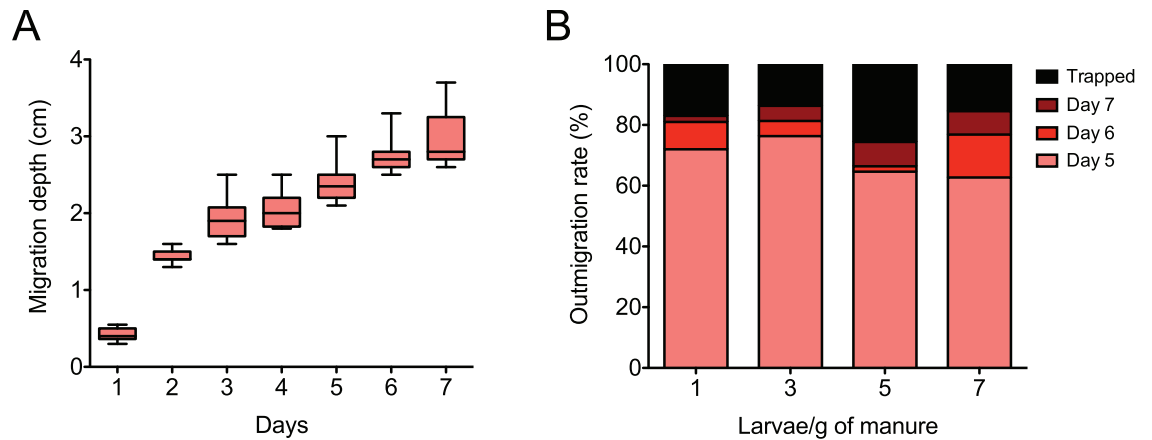 A
Migration depth (cm)
4
3
2
1
0
1 2 3 4 5 6 7
Days
B
Outmigration rate (%)
100
80
60
40
20
0
1 3 5 7
Larvae/g of manure
Trapped
Day 7
Day 6
Day 5